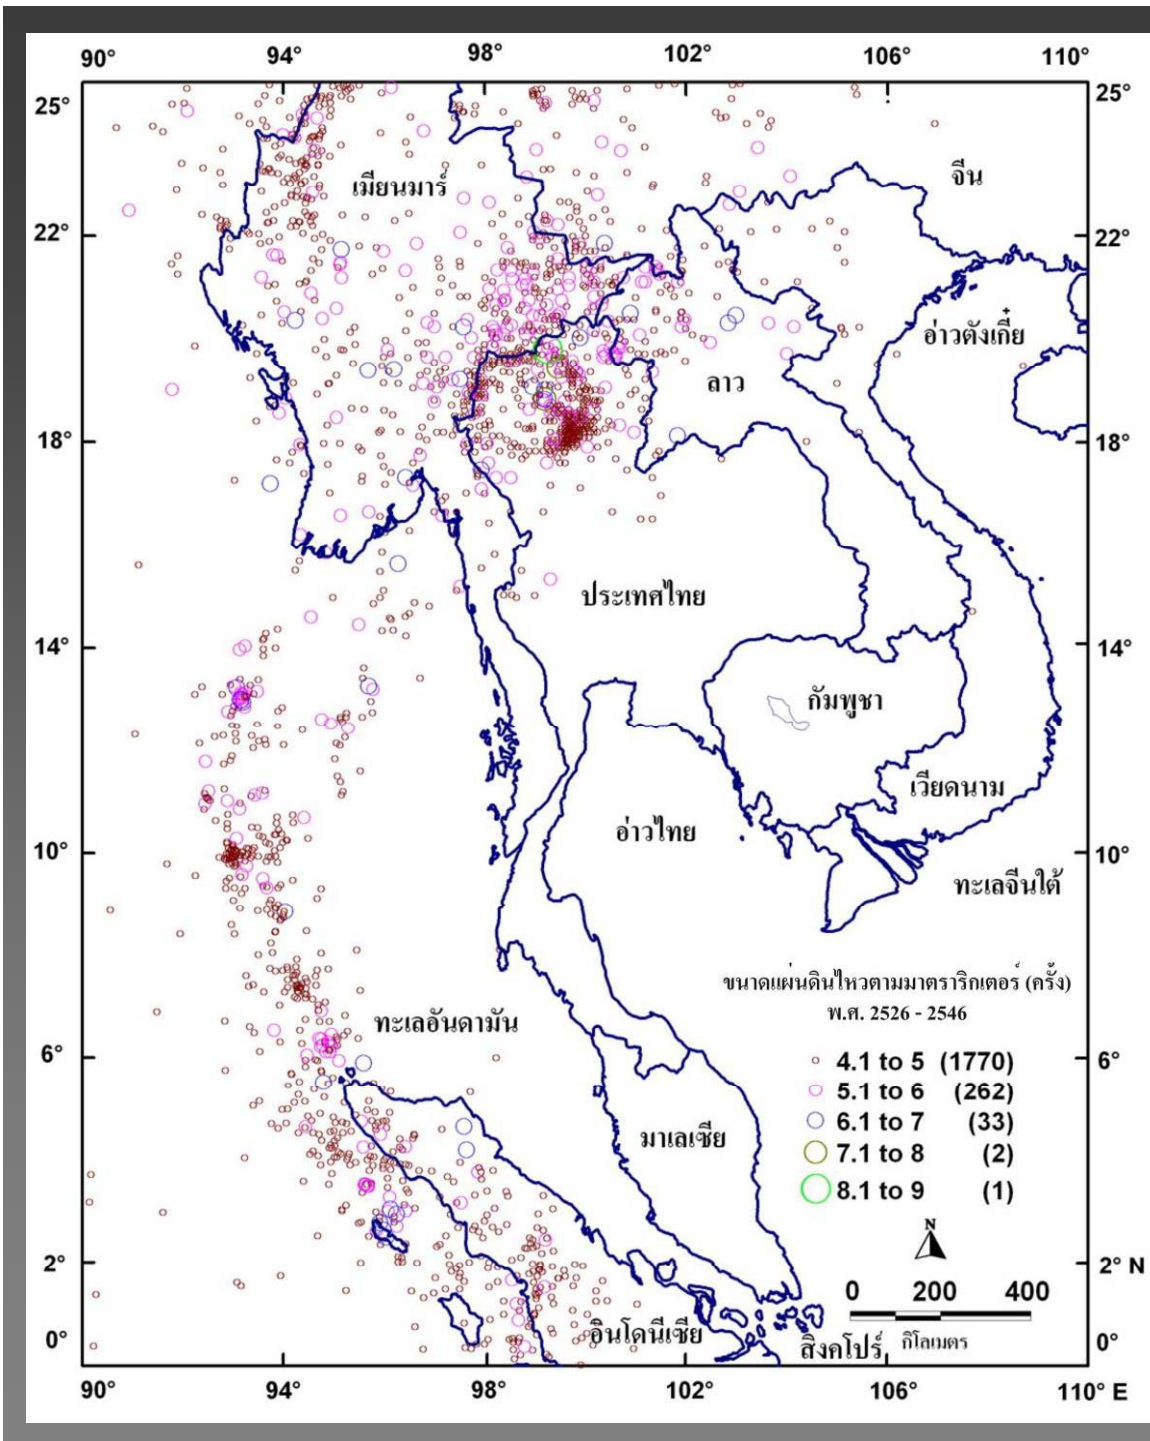 90° 94° 98° 102° 106° 110°
25° 25°
จีน
เมียนมาร์
22° 22°
อ่าวตังเกี๋ย
ลาว
18° 18°
ประเทศไทย
14° 14°
กัมพูชา
เวียดนาม
อ่าวไทย
10° 10°
ทะเลจีนใต้
ขนาดแผ่นดินไหวตามมาตราริกเตอร์ (ครั้ง)
พ.ศ. 2526 - 2546
ทะเลอันดามัน
6° 6°
4.1 to 5 (1770)
5.1 to 6 (262)
6.1 to 7 (33)
7.1 to 8 (2)
8.1 to 9 (1)
มาเลเซีย
N
2° 2° N
0 200 400
กิโลเมตร
อินโดนีเซีย
สิงคโปร์
0° 0°
90° 94° 98° 102° 106° 110° E